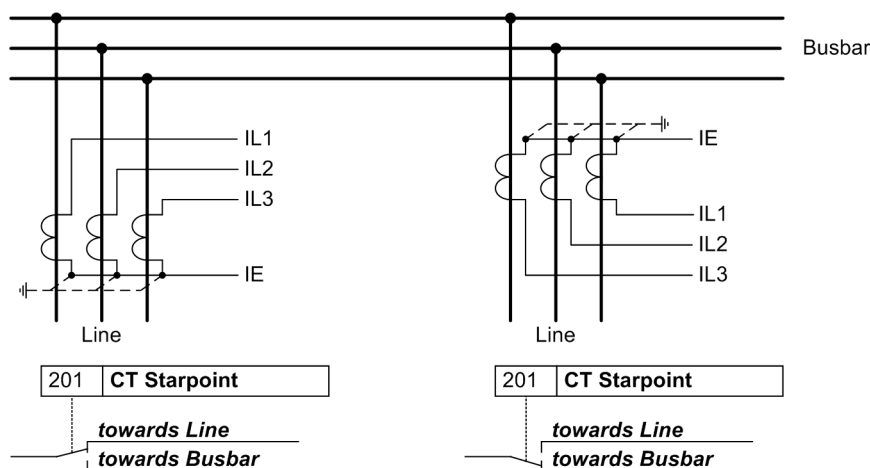 Busbar
IL1
IL2
IL3
IE
Line
201 CT Starpoint
towards Line
towards Busbar
IE
IL1
IL2
IL3
Line
201 CT Starpoint
towards Line
towards Busbar